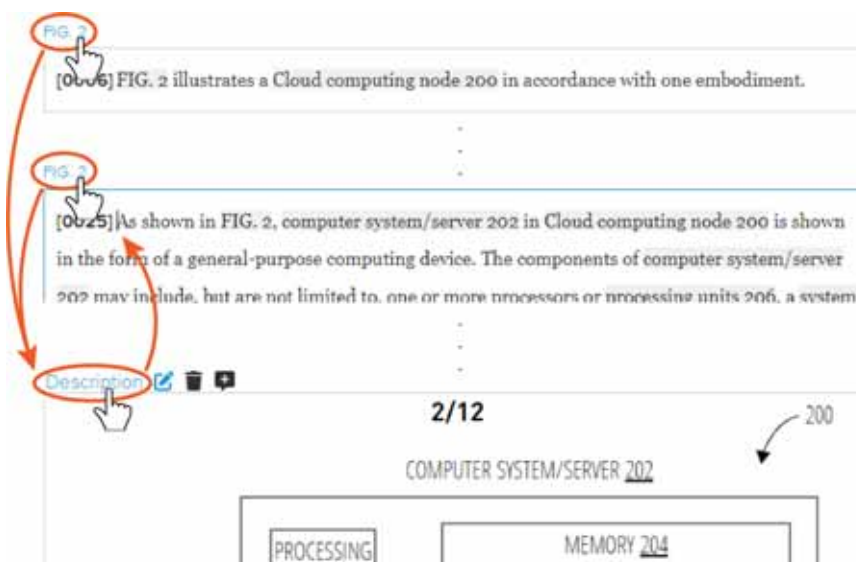 FIG. 2
[0006] FIG. 2 illustrates a Cloud computing node 200 in accordance with one embodiment.
FIG. 2
[0025] As shown in FIG. 2, computer system/server 202 in Cloud computing node 200 is shown
in the form of a general-purpose computing device. The components of computer system/server
202 may include, but are not limited to, one or more processors or processing units 206, a system
Description
2/12
200
COMPUTER SYSTEM/SERVER 202
PROCESSING
MEMORY 204